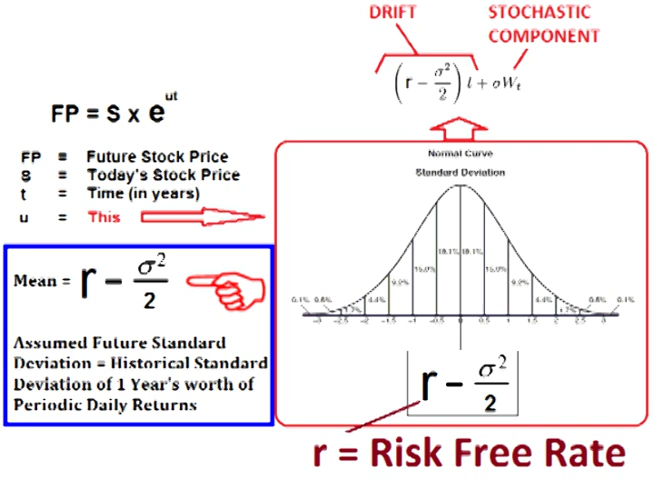 DRIFT
STOCHASTIC
COMPONENT
(r − σ²/2) t + σWₜ
FP = S x e^ut
FP = Future Stock Price
S = Today's Stock Price
t = Time (in years)
u = This
Normal Curve
Standard Deviation
19.1% 19.1%
15.0% 15.0%
9.2% 9.2%
4.4% 4.4%
0.1% 0.5% 1.7% 1.7% 0.5% 0.1%
-3 -2.5 -2 -1.5 -1 -0.5 0 0.5 1 1.5 2 2.5 3
Mean = r − σ²/2
Assumed Future Standard
Deviation = Historical Standard
Deviation of 1 Year's worth of
Periodic Daily Returns
r − σ²/2
r = Risk Free Rate